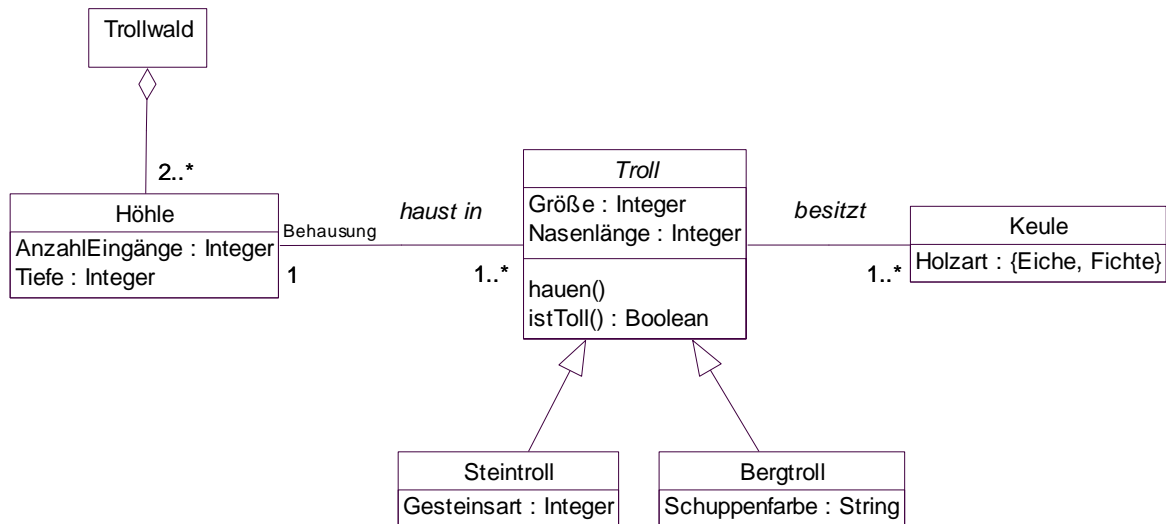 Trollwald
2..*
Höhle
AnzahlEingänge : Integer
Tiefe : Integer
Behausung
1
haust in
1..*
Troll
Größe : Integer
Nasenlänge : Integer
hauen()
istToll() : Boolean
besitzt
1..*
Keule
Holzart : {Eiche, Fichte}
Steintroll
Gesteinsart : Integer
Bergtroll
Schuppenfarbe : String